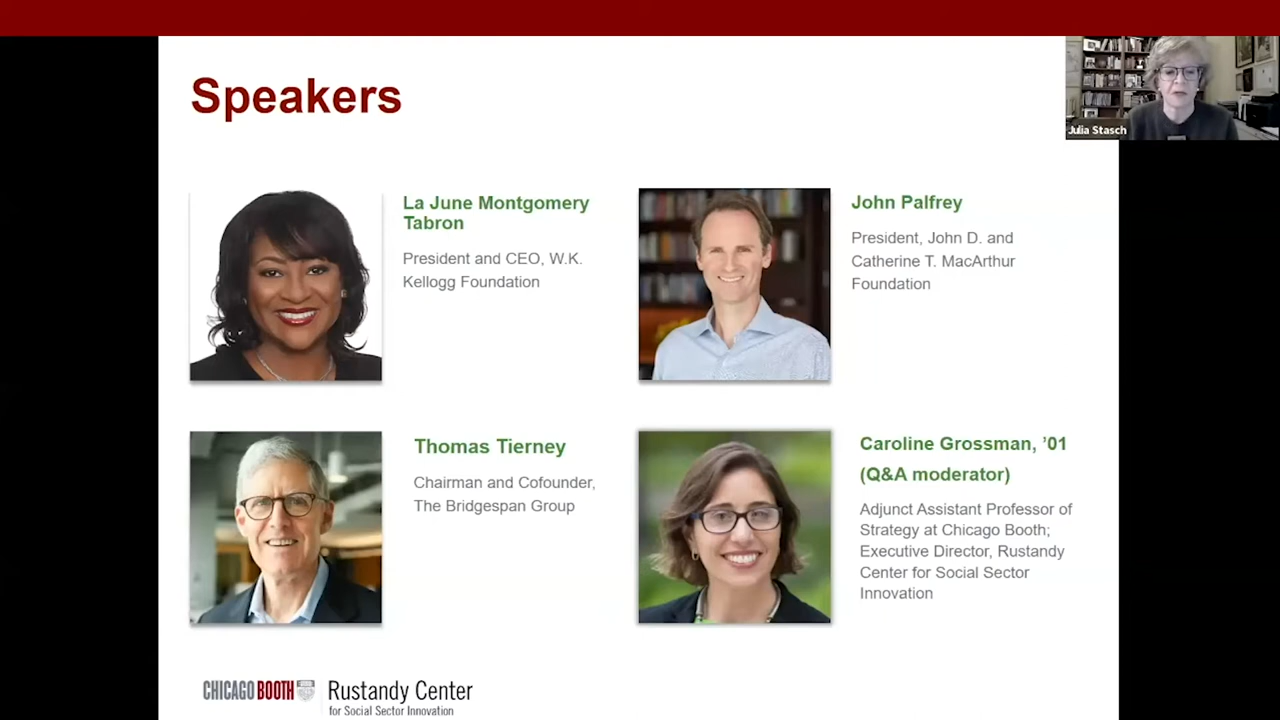 Speakers
Julia Stasch
La June Montgomery
Tabron
President and CEO, W.K.
Kellogg Foundation
John Palfrey
President, John D. and
Catherine T. MacArthur
Foundation
Thomas Tierney
Chairman and Cofounder,
The Bridgespan Group
Caroline Grossman, ’01
(Q&A moderator)
Adjunct Assistant Professor of
Strategy at Chicago Booth;
Executive Director, Rustandy
Center for Social Sector
Innovation
CHICAGO BOOTH
Rustandy Center
for Social Sector Innovation